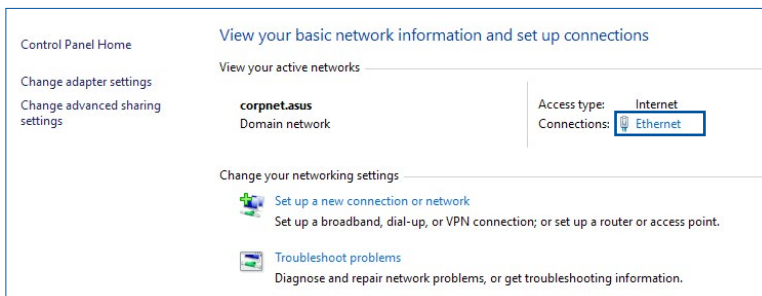 Control Panel Home
Change adapter settings
Change advanced sharing
settings
View your basic network information and set up connections
View your active networks
corpnet.asus
Domain network
Access type: Internet
Connections: Ethernet
Change your networking settings
Set up a new connection or network
Set up a broadband, dial-up, or VPN connection; or set up a router or access point.
Troubleshoot problems
Diagnose and repair network problems, or get troubleshooting information.